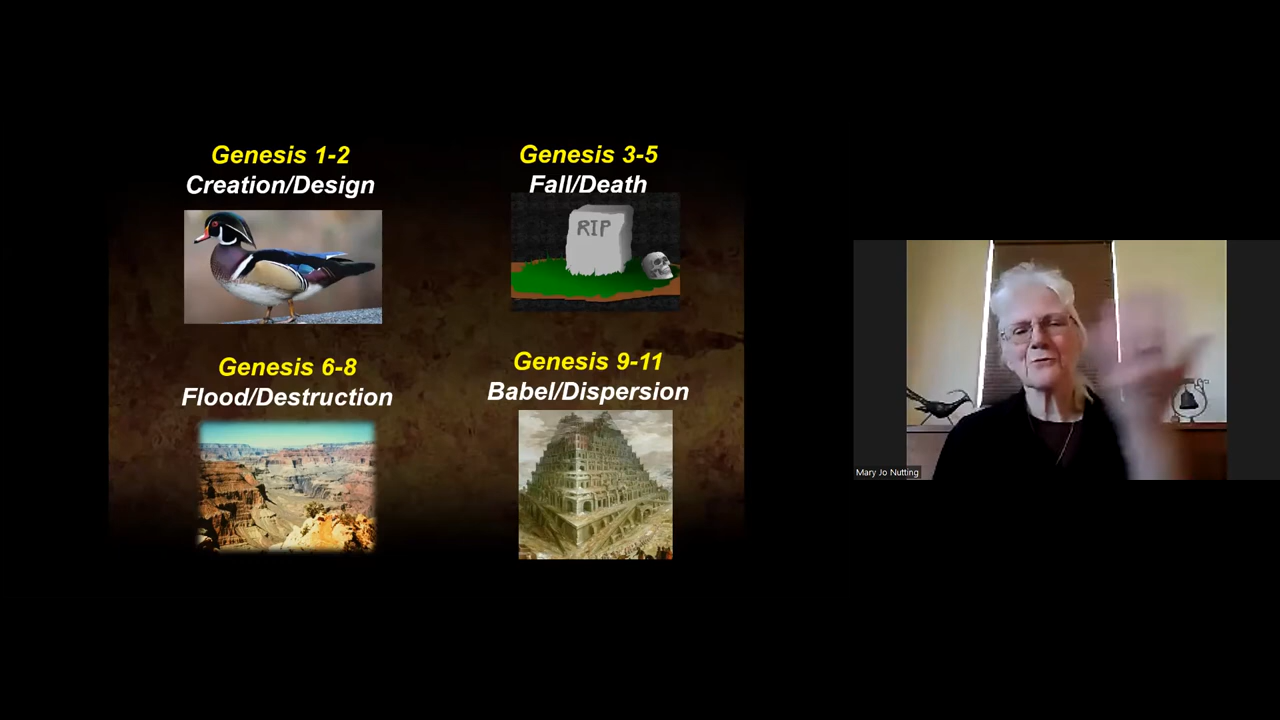 Genesis 1-2
Creation/Design
Genesis 3-5
Fall/Death
RIP
Genesis 6-8
Flood/Destruction
Genesis 9-11
Babel/Dispersion
Mary Jo Nutting